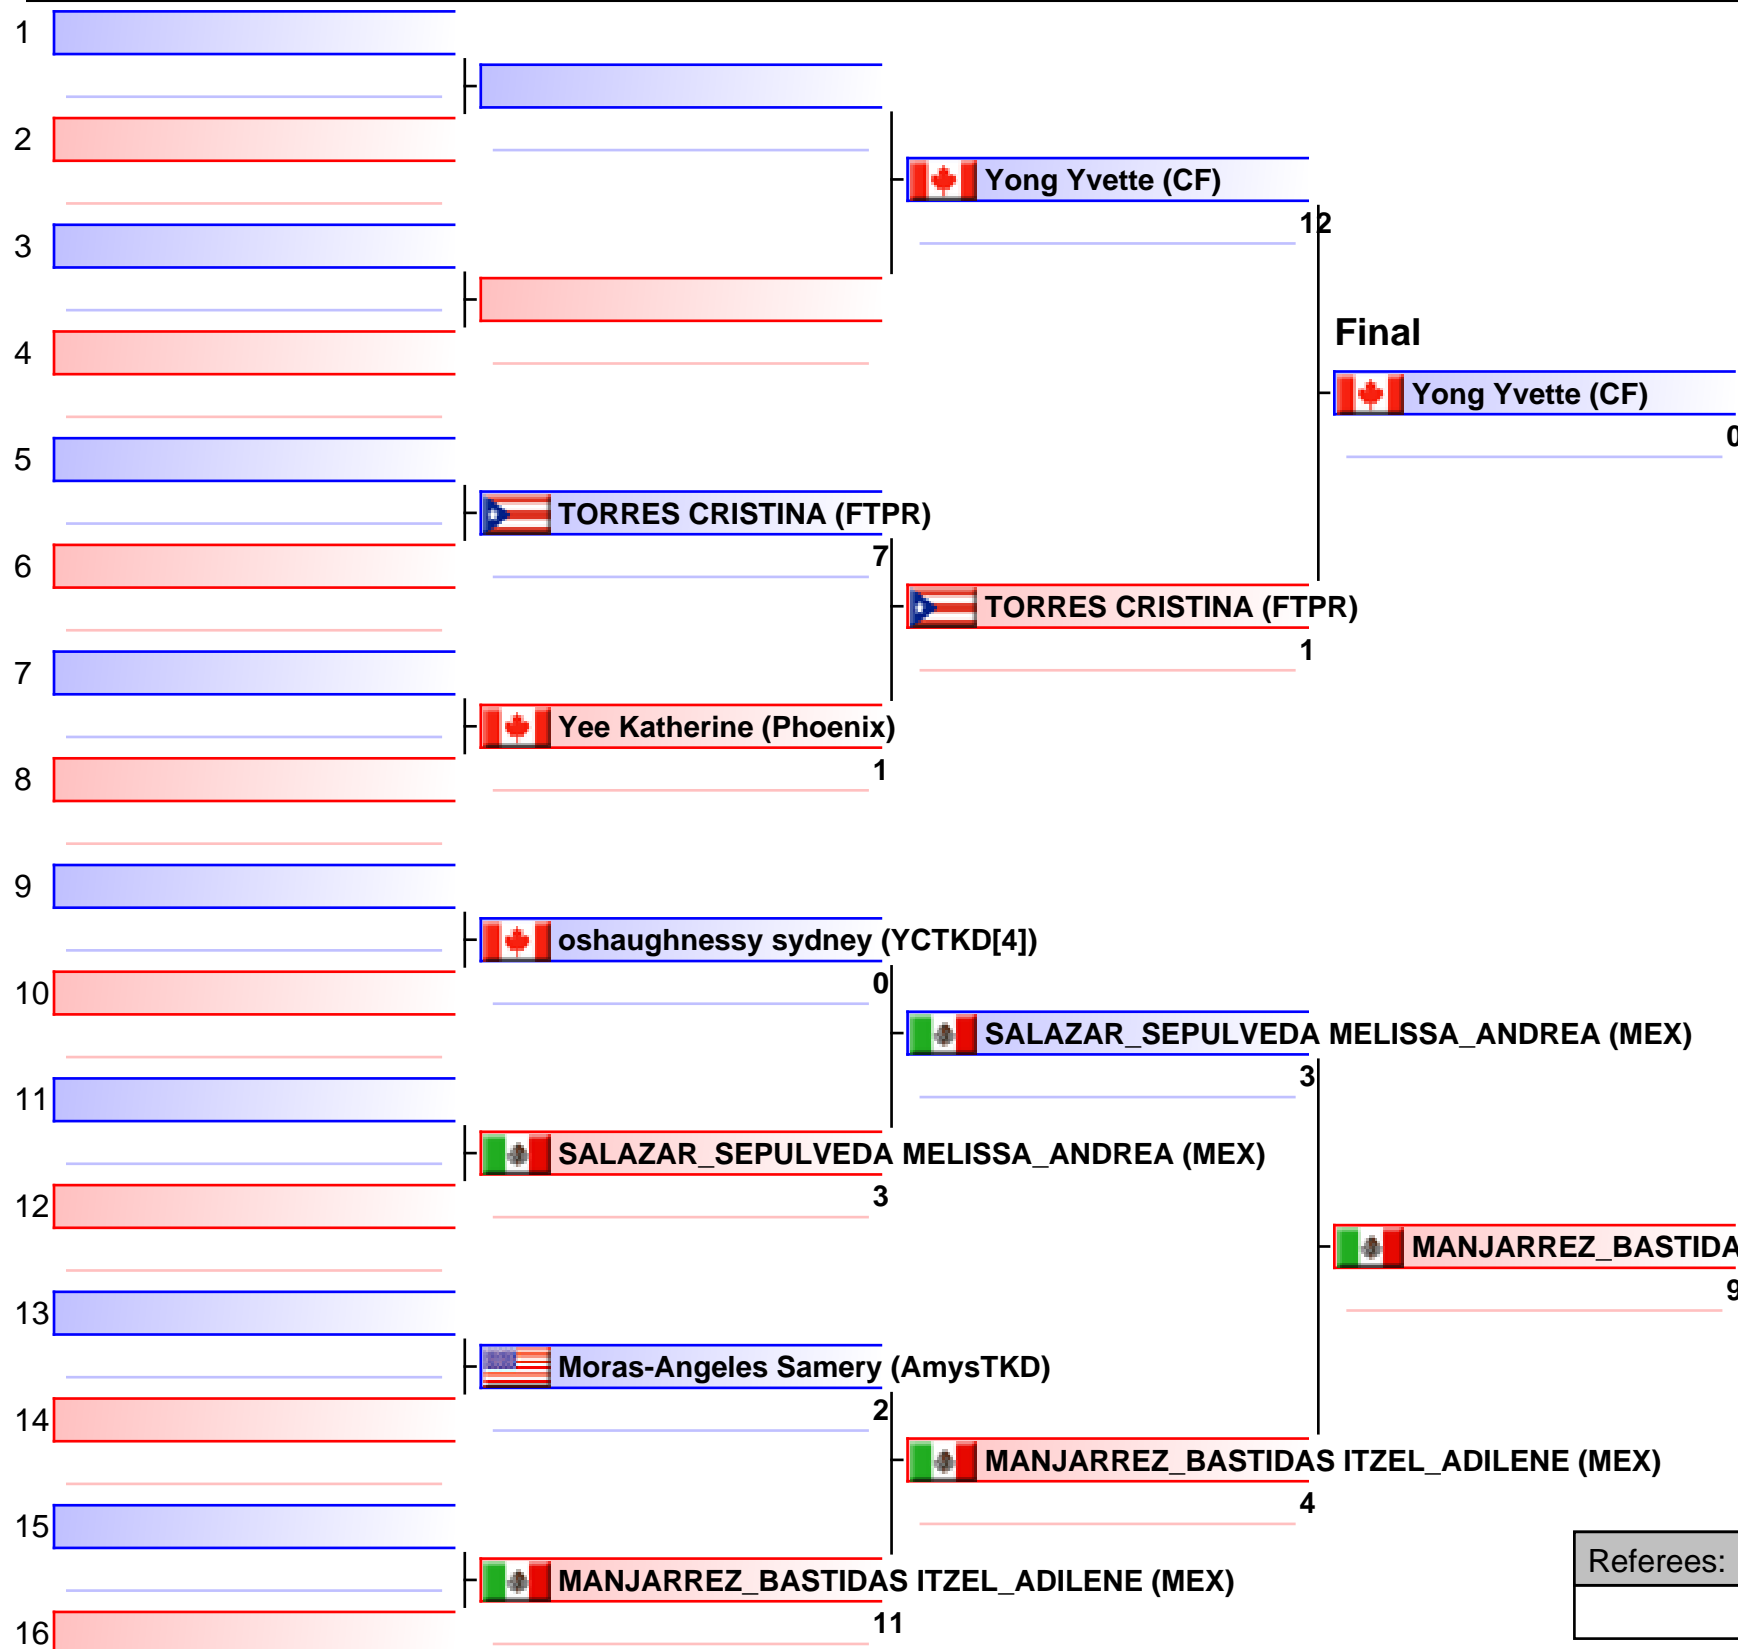 1
2
Yong Yvette (CF)
12
3
Final
4
Yong Yvette (CF)
0
5
TORRES CRISTINA (FTPR)
7
6
TORRES CRISTINA (FTPR)
1
7
Yee Katherine (Phoenix)
1
8
9
oshaughnessy sydney (YCTKD[4])
0
10
SALAZAR_SEPULVEDA MELISSA_ANDREA (MEX)
3
11
SALAZAR_SEPULVEDA MELISSA_ANDREA (MEX)
3
12
MANJARREZ_BASTIDA
9
13
Moras-Angeles Samery (AmysTKD)
2
14
MANJARREZ_BASTIDAS ITZEL_ADILENE (MEX)
4
15
Referees:
MANJARREZ_BASTIDAS ITZEL_ADILENE (MEX)
11
16